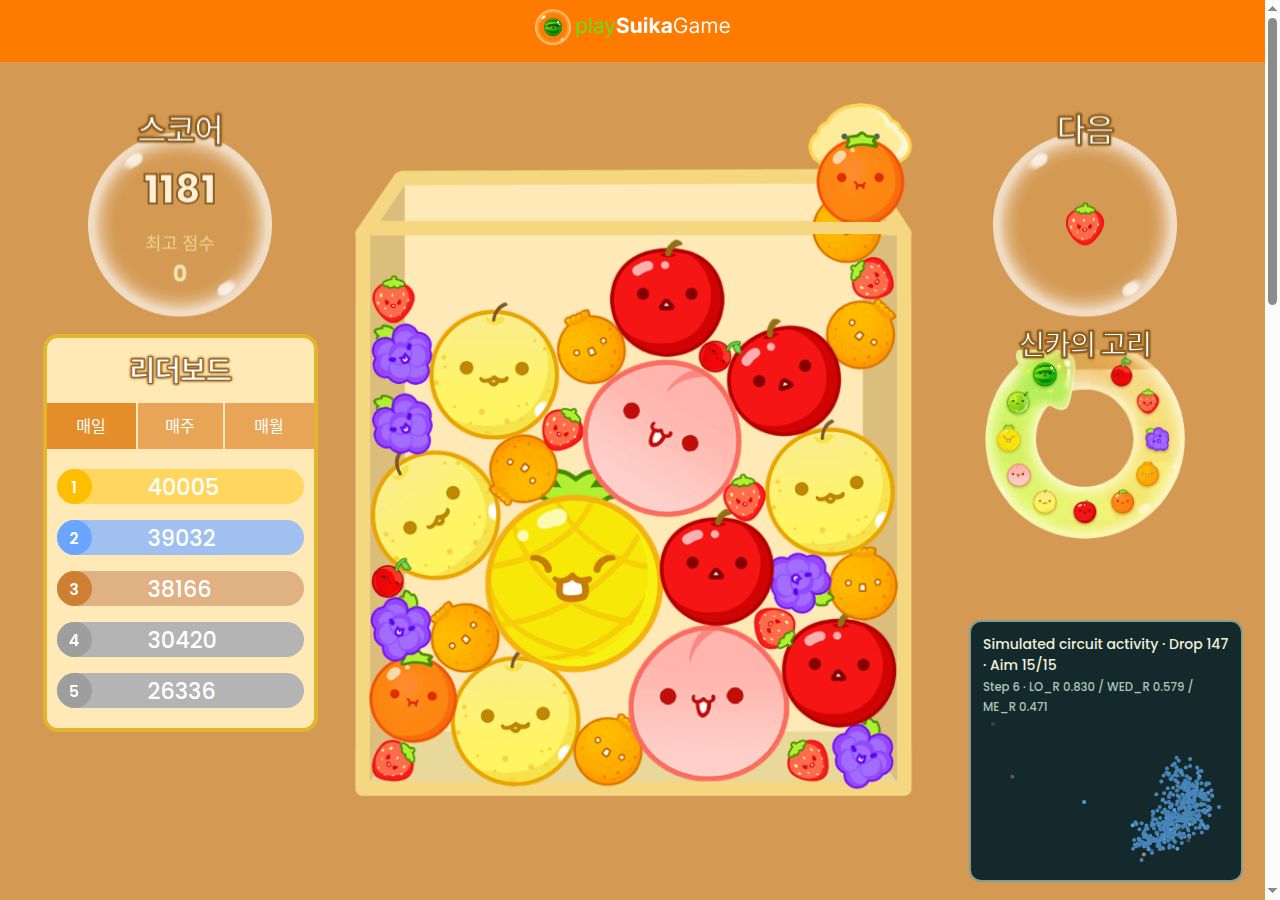 playSuikaGame
스코어
1181
최고 점수
0
다음
리더보드
매일 매주 매월
1 40005
2 39032
3 38166
4 30420
5 26336
신카의 고리
Simulated circuit activity · Drop 147
· Aim 15/15
Step 6 · LO_R 0.830 / WED_R 0.579 /
ME_R 0.471